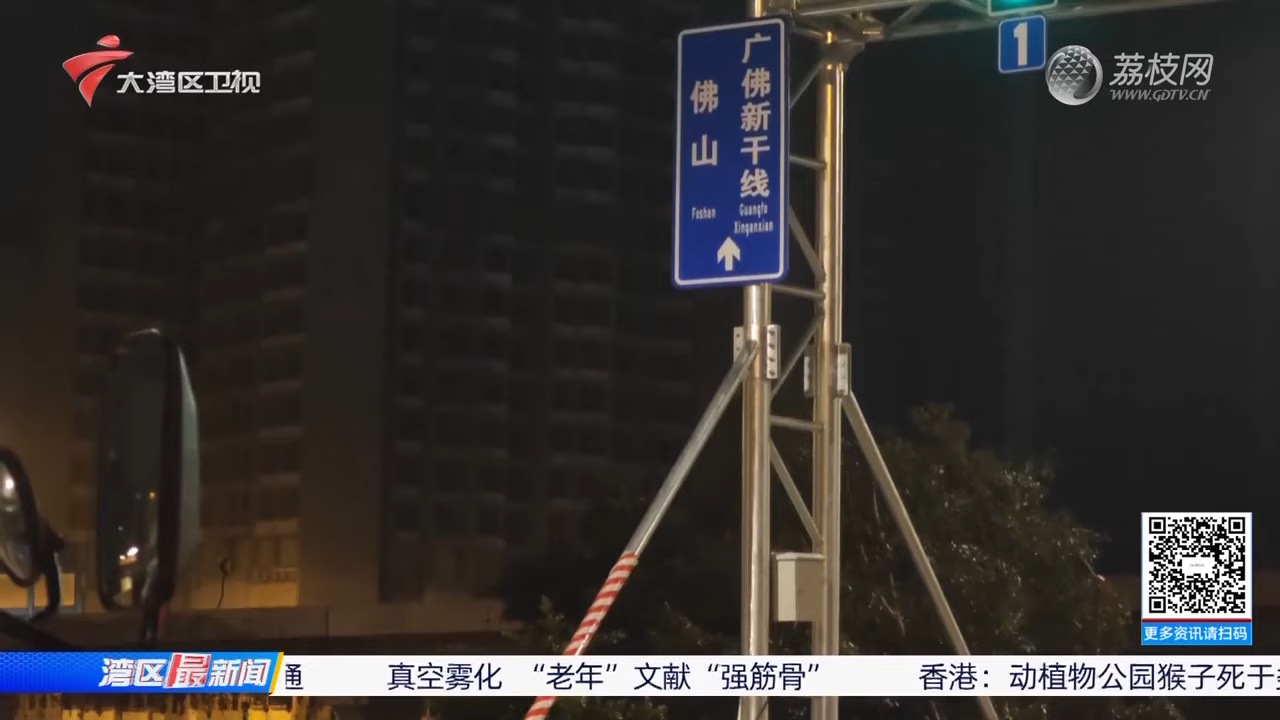 大湾区卫视
广佛新干线
佛山
Foshan
Guangfo
Xinganxian
1
荔枝网
WWW.GDTV.CN
更多资讯请扫码
湾区最新闻
通 真空雾化 “老年”文献“强筋骨” 香港：动植物公园猴子死于